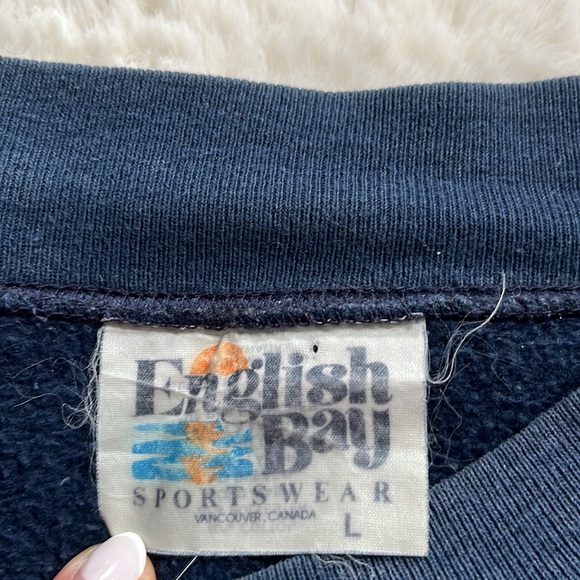 English
Bay
SPORTSWEAR
VANCOUVER, CANADA
L